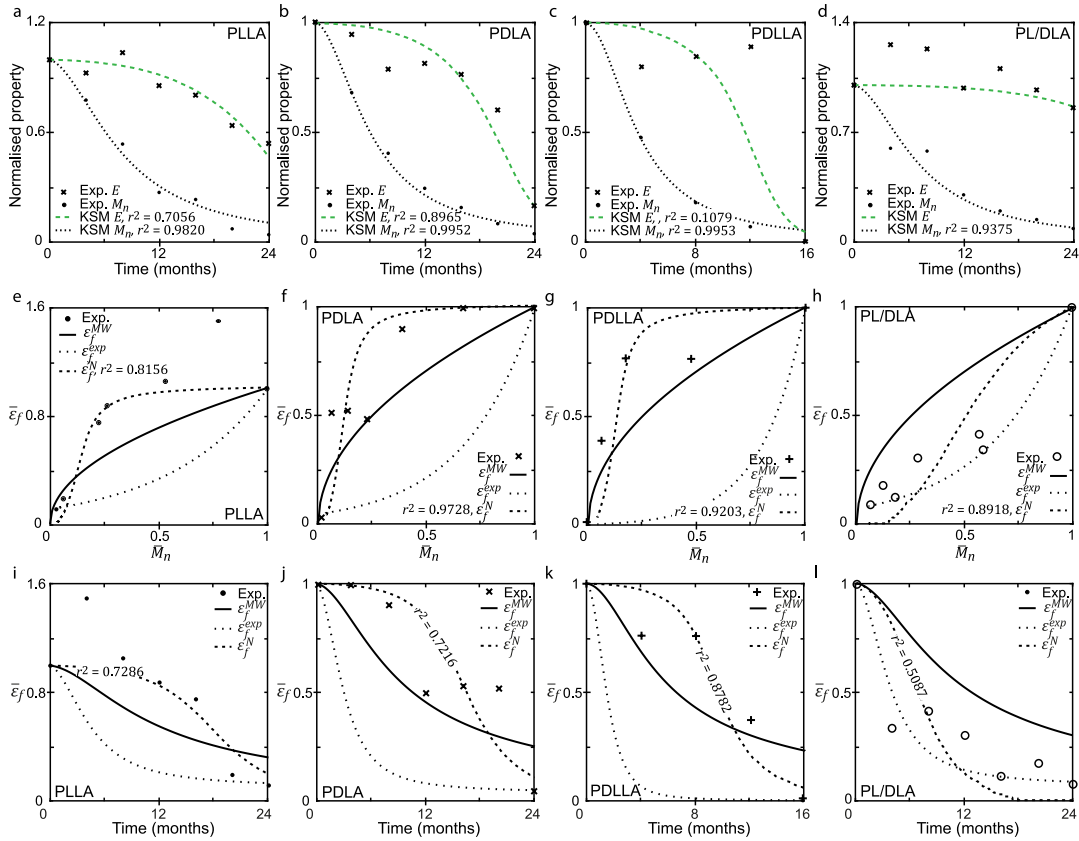 a
1.2
PLLA
Normalised property
0.6
Exp. E
Exp. Mn
KSM E, r² = 0.7056
KSM Mn, r² = 0.9820
0
0 12 24
Time (months)
b
1
PDLA
Normalised property
0.5
Exp. E
Exp. Mn
KSM E, r² = 0.8965
KSM Mn, r² = 0.9952
0
0 12 24
Time (months)
c
1
PDLLA
Normalised property
0.5
Exp. E
Exp. Mn
KSM E, r² = 0.1079
KSM Mn, r² = 0.9953
0
0 8 16
Time (months)
d
1.4
PL/DLA
Normalised property
0.7
Exp. E
Exp. Mn
KSM E
KSM Mn, r² = 0.9375
0
0 12 24
Time (months)
e
1.6
Exp.
ε_f^MW
ε_f^exp
ε_f^N, r² = 0.8156
0.8
ε̄_f
PLLA
0
0 0.5 1
M̄n
f
1
PDLA
0.5
ε̄_f
Exp.
ε_f^MW
ε_f^exp
r² = 0.9728, ε_f^N
0
0 0.5 1
M̄n
g
1
PDLLA
0.5
ε̄_f
Exp.
ε_f^MW
ε_f^exp
r² = 0.9203, ε_f^N
0
0 0.5 1
M̄n
h
1
PL/DLA
0.5
ε̄_f
Exp.
ε_f^MW
ε_f^exp
r² = 0.8918, ε_f^N
0
0 0.5 1
M̄n
i
1.6
Exp.
ε_f^MW
ε_f^exp
ε_f^N
r² = 0.7286
0.8
ε̄_f
PLLA
0
0 12 24
Time (months)
j
1
Exp.
ε_f^MW
ε_f^exp
ε_f^N
r² = 0.7216
0.5
ε̄_f
PDLA
0
0 12 24
Time (months)
k
1
Exp.
ε_f^MW
ε_f^exp
ε_f^N
r² = 0.8782
0.5
ε̄_f
PDLLA
0
0 8 16
Time (months)
l
1
Exp.
ε_f^MW
ε_f^exp
ε_f^N
r² = 0.5087
0.5
ε̄_f
PL/DLA
0
0 12 24
Time (months)